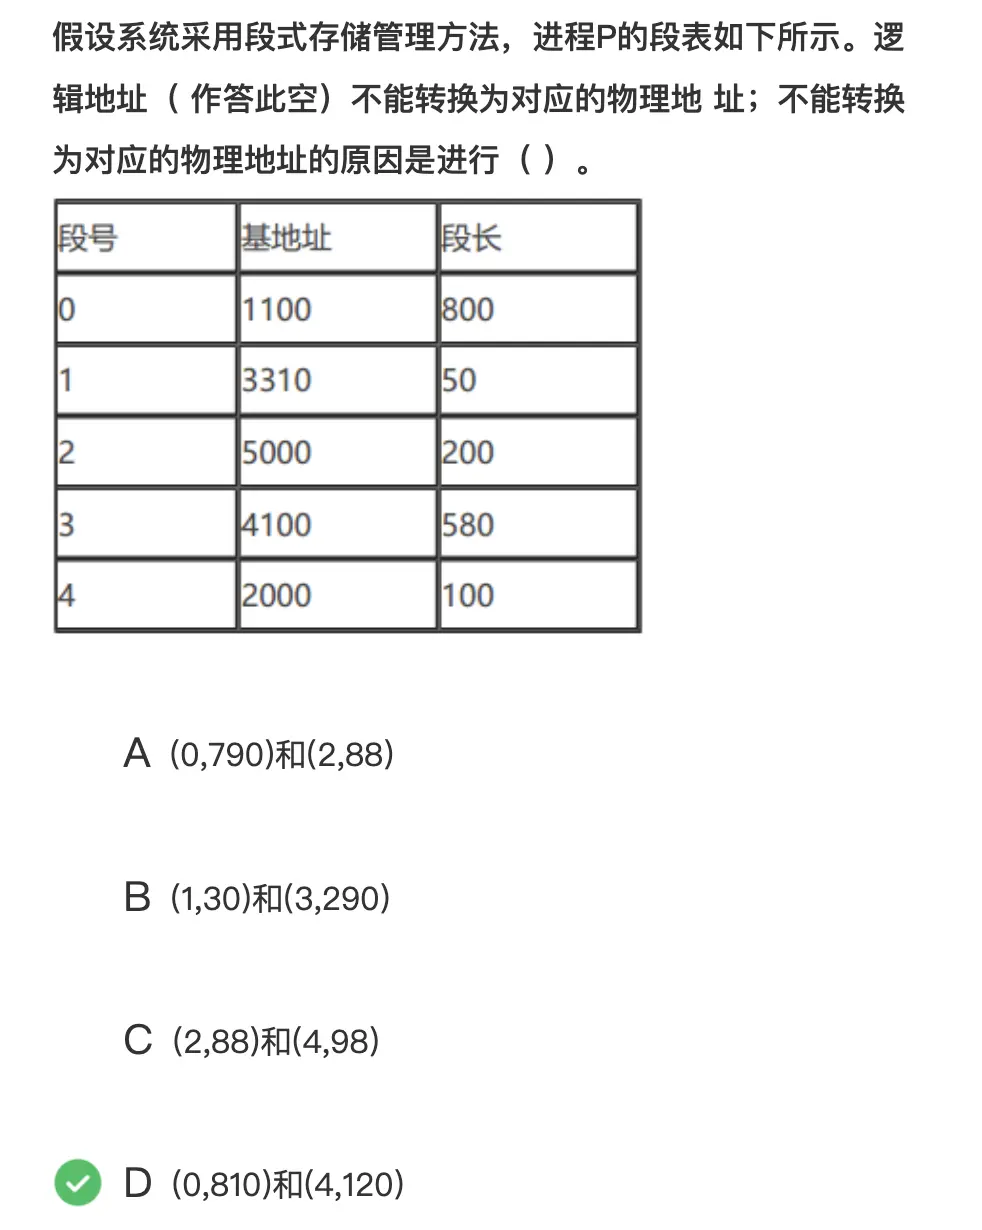 假设系统采用段式存储管理方法，进程P的段表如下所示。逻
辑地址（ 作答此空）不能转换为对应的物理地 址；不能转换
为对应的物理地址的原因是进行（ ）。
段号 基地址 段长
0 1100 800
1 3310 50
2 5000 200
3 4100 580
4 2000 100
A (0,790)和(2,88)
B (1,30)和(3,290)
C (2,88)和(4,98)
D (0,810)和(4,120)